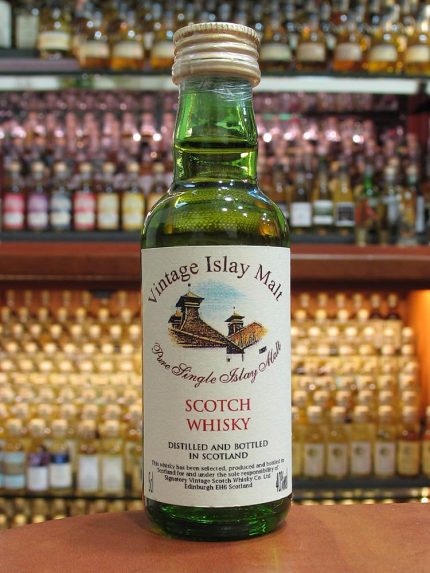 Vintage Islay Malt
Pure Single Islay Malt
SCOTCH
WHISKY
DISTILLED AND BOTTLED
IN SCOTLAND
This whisky has been selected, produced and bottled in
Scotland for and under the sole responsibility of
Signatory Vintage Scotch Whisky Co. Ltd.
Edinburgh EH6 Scotland
5cl